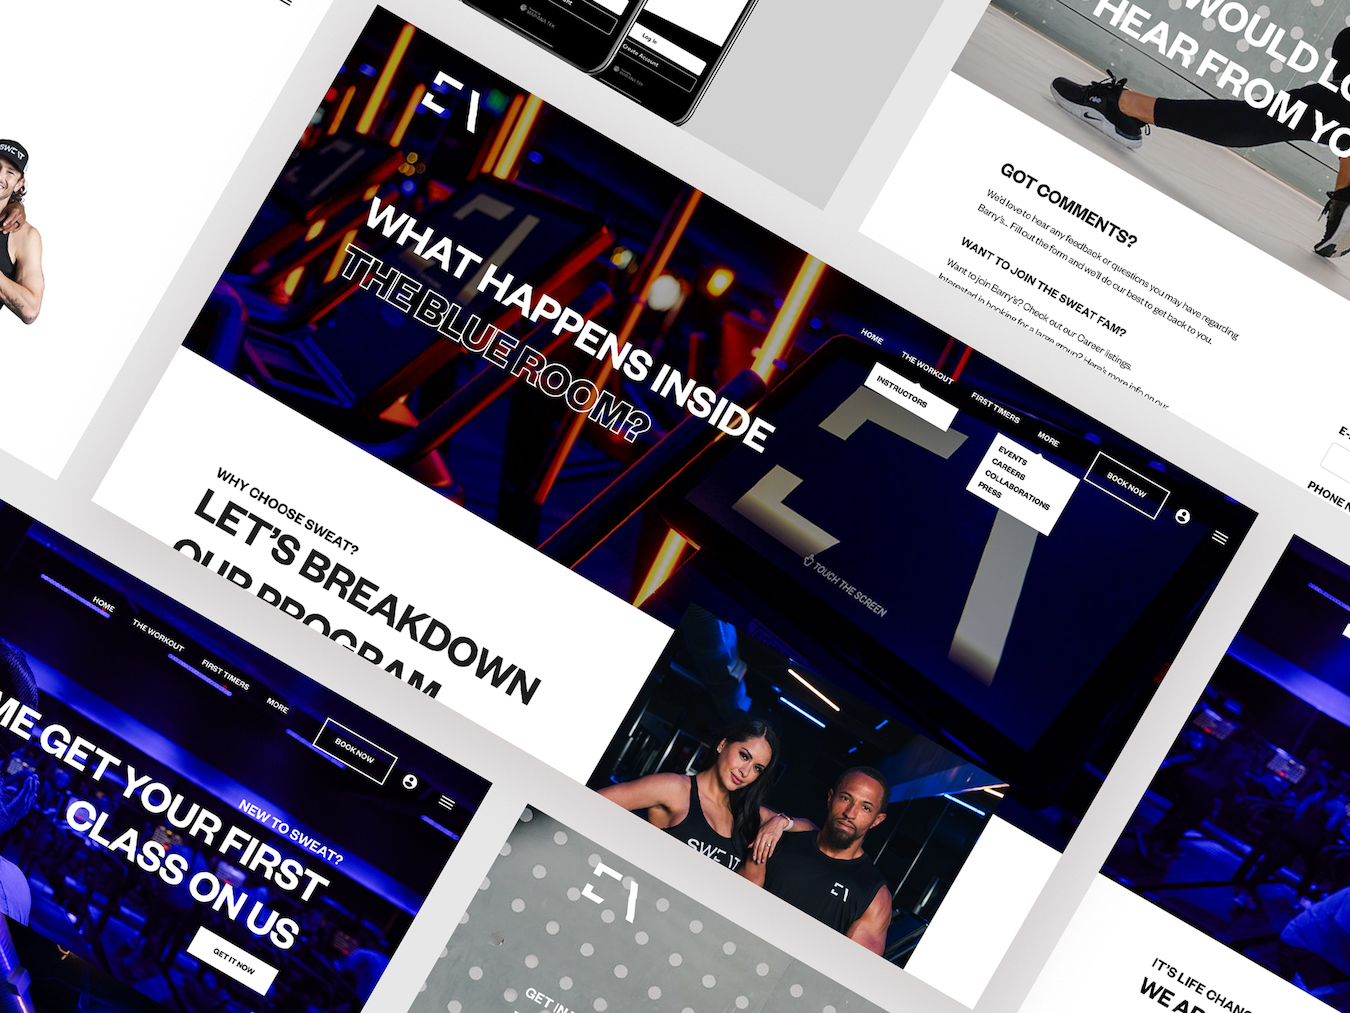 Log in
Create Account
MARIANA TEK
WOULD
HEAR FROM
GOT COMMENTS?
We'd love to hear any feedback or questions you may have regarding
Barry's... Fill out the form and we'll do our best to get back to you.
WANT TO JOIN THE SWEAT FAM?
Want to join Barry's? Check out our Career listings.
Interested in booking for a large group? Here's more info on our
PHONE
WHAT HAPPENS INSIDE
THE BLUE ROOM?
HOME
THE WORKOUT
INSTRUCTORS
FIRST TIMERS
MORE
EVENTS
CAREERS
COLLABORATIONS
PRESS
BOOK NOW
TOUCH THE SCREEN
WHY CHOOSE SWEAT?
LET'S BREAKDOWN
OUR PROGRAM
HOME
THE WORKOUT
FIRST TIMERS
MORE
BOOK NOW
NEW TO SWEAT?
GET YOUR FIRST
CLASS ON US
GET IT NOW
GET IN
IT'S LIFE
WE